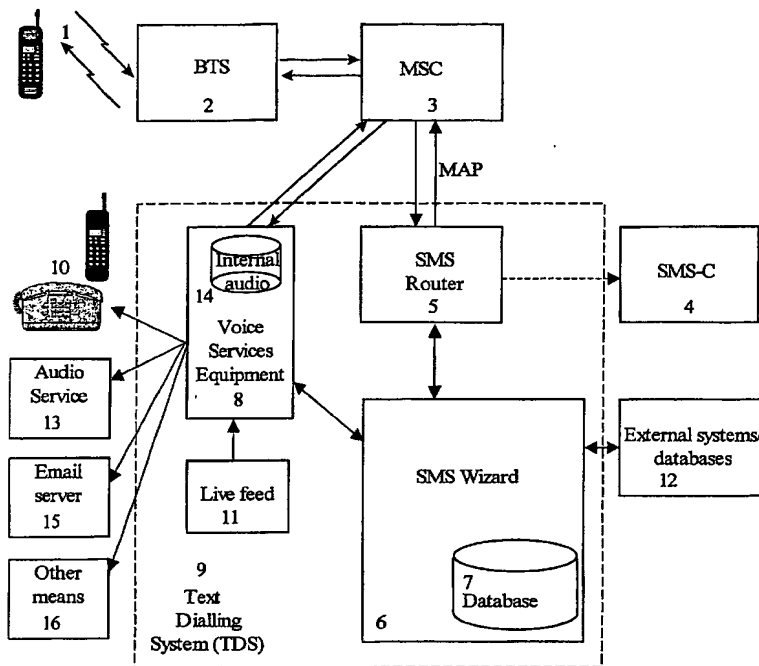 1
BTS
2
MSC
3
MAP
10
Internal
audio
14
Voice
Services
Equipment
8
SMS
Router
5
SMS-C
4
Audio
Service
13
Email
server
15
Other
means
16
Live feed
11
9
Text
Dialling
System (TDS)
SMS Wizard
7
Database
6
External systems/
databases
12